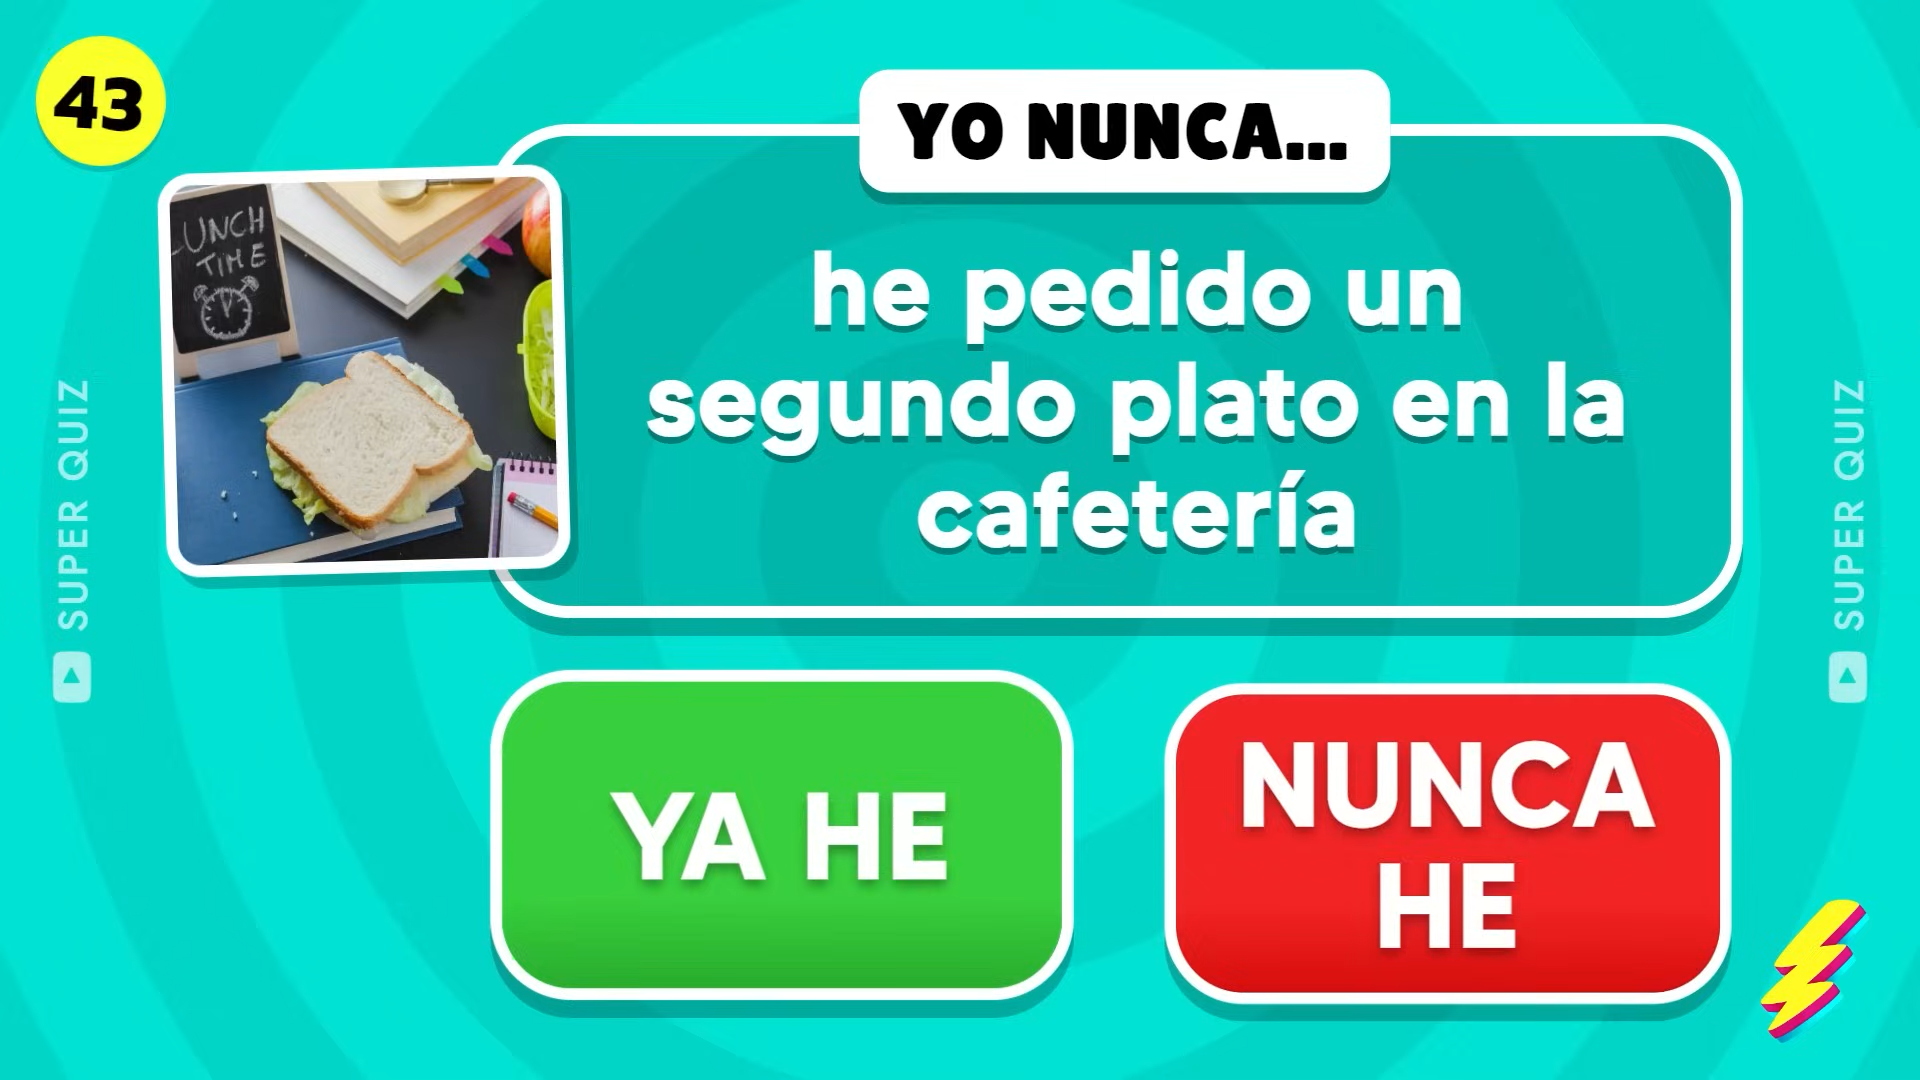 43
YO NUNCA...
LUNCH
TIME
he pedido un
segundo plato en la
cafetería
SUPER QUIZ
SUPER QUIZ
YA HE
NUNCA
HE